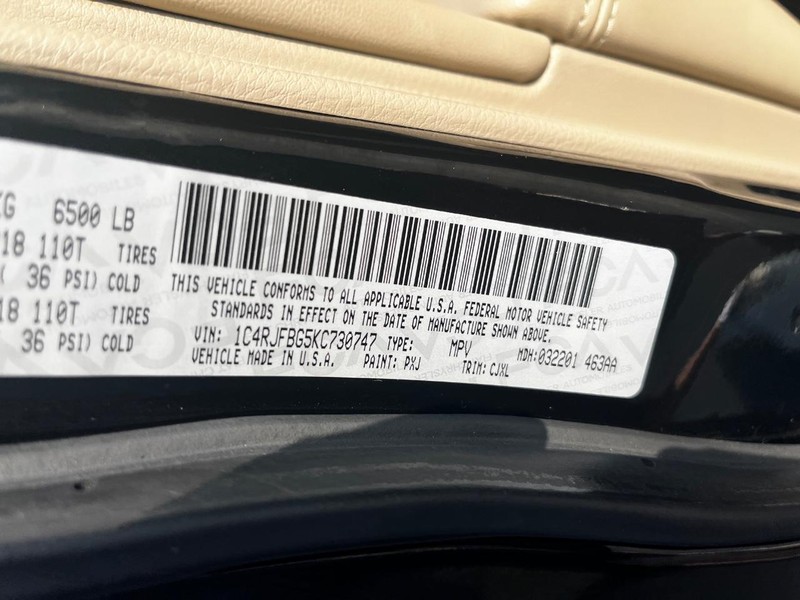 KG 6500 LB
18 110T TIRES
( 36 PSI) COLD
18 110T TIRES
36 PSI) COLD
THIS VEHICLE CONFORMS TO ALL APPLICABLE U.S.A. FEDERAL MOTOR VEHICLE SAFETY
STANDARDS IN EFFECT ON THE DATE OF MANUFACTURE SHOWN ABOVE.
VIN: 1C4RJFBG5KC730747 TYPE: MPV MDH:032201 463AA
VEHICLE MADE IN U.S.A. PAINT: PXJ TRIM: CJXL